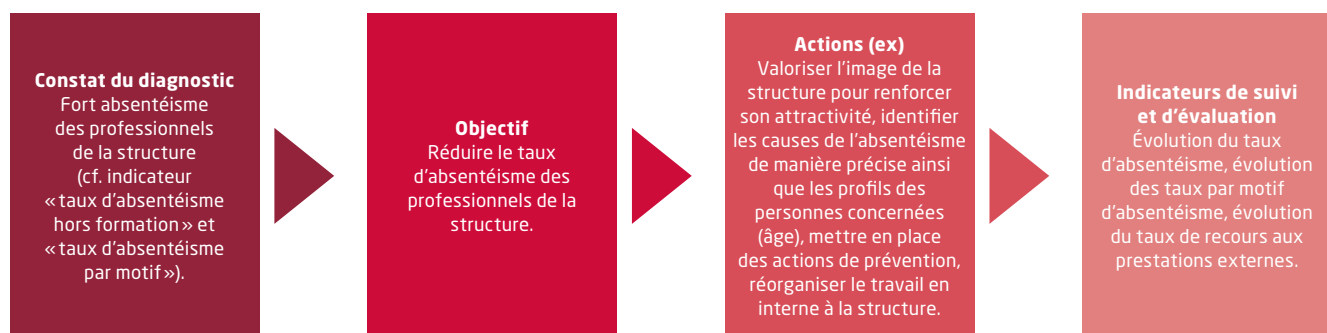 Constat du diagnostic
Fort absentéisme
des professionnels
de la structure
(cf. indicateur
« taux d'absentéisme
hors formation » et
« taux d'absentéisme
par motif »).
Objectif
Réduire le taux
d'absentéisme des
professionnels de la
structure.
Actions (ex)
Valoriser l'image de la
structure pour renforcer
son attractivité, identifier
les causes de l'absentéisme
de manière précise ainsi
que les profils des
personnes concernées
(âge), mettre en place
des actions de prévention,
réorganiser le travail en
interne à la structure.
Indicateurs de suivi
et d'évaluation
Évolution du taux
d'absentéisme, évolution
des taux par motif
d'absentéisme, évolution
du taux de recours aux
prestations externes.